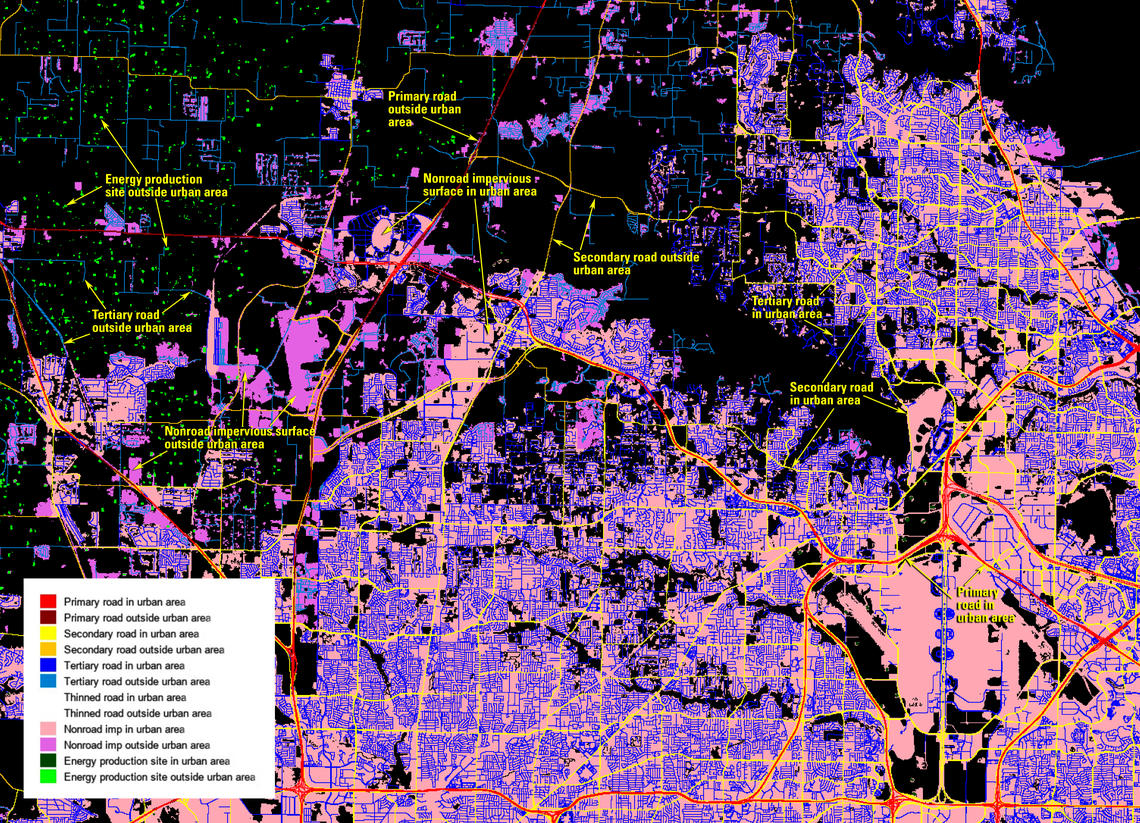 Primary road
outside urban
area
Energy production
site outside urban area
Nonroad impervious
surface in urban area
Secondary road outside
urban area
Tertiary road
in urban area
Tertiary road
outside urban area
Secondary road
in urban area
Nonroad impervious surface
outside urban area
Primary
road in
urban area
Primary road in urban area
Primary road outside urban area
Secondary road in urban area
Secondary road outside urban area
Tertiary road in urban area
Tertiary road outside urban area
Thinned road in urban area
Thinned road outside urban area
Nonroad imp in urban area
Nonroad imp outside urban area
Energy production site in urban area
Energy production site outside urban area